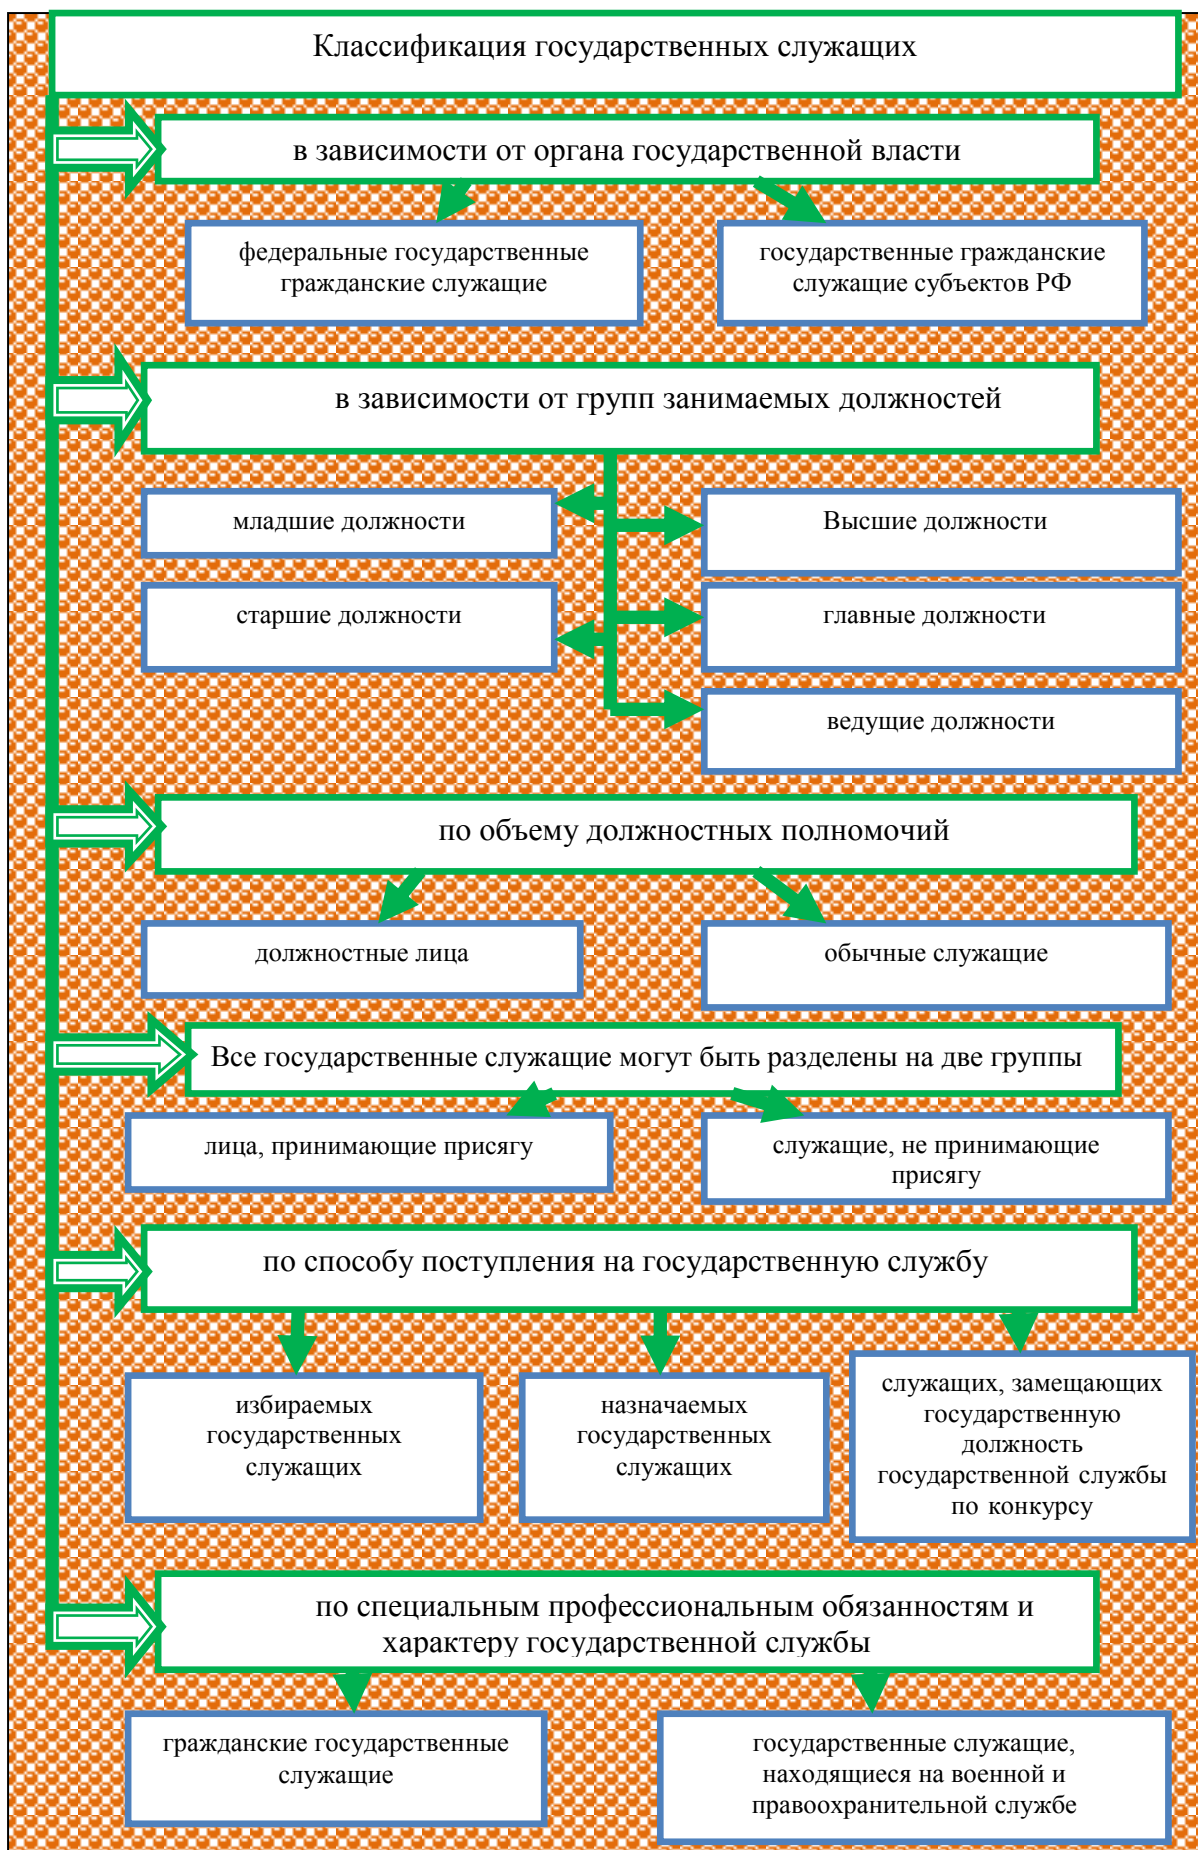 Классификация государственных служащих
в зависимости от органа государственной власти
федеральные государственные
гражданские служащие
государственные гражданские
служащие субъектов РФ
в зависимости от групп занимаемых должностей
младшие должности
Высшие должности
старшие должности
главные должности
ведущие должности
по объему должностных полномочий
должностные лица
обычные служащие
Все государственные служащие могут быть разделены на две группы
лица, принимающие присягу
служащие, не принимающие
присягу
по способу поступления на государственную службу
избираемых
государственных
служащих
назначаемых
государственных
служащих
служащих, замещающих
государственную
должность
государственной службы
по конкурсу
по специальным профессиональным обязанностям и
характеру государственной службы
гражданские государственные
служащие
государственные служащие,
находящиеся на военной и
правоохранительной службе